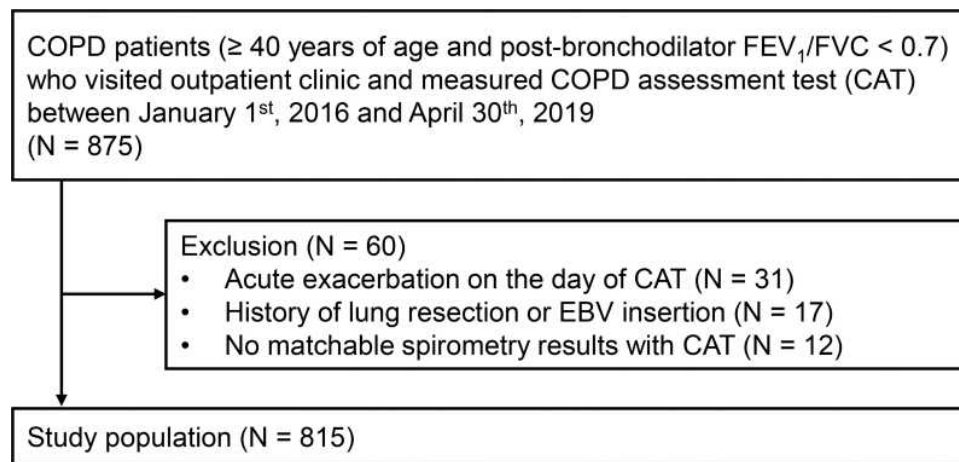 COPD patients (≥ 40 years of age and post-bronchodilator FEV₁/FVC < 0.7)
who visited outpatient clinic and measured COPD assessment test (CAT)
between January 1ˢᵗ, 2016 and April 30ᵗʰ, 2019
(N = 875)
Exclusion (N = 60)
• Acute exacerbation on the day of CAT (N = 31)
• History of lung resection or EBV insertion (N = 17)
• No matchable spirometry results with CAT (N = 12)
Study population (N = 815)